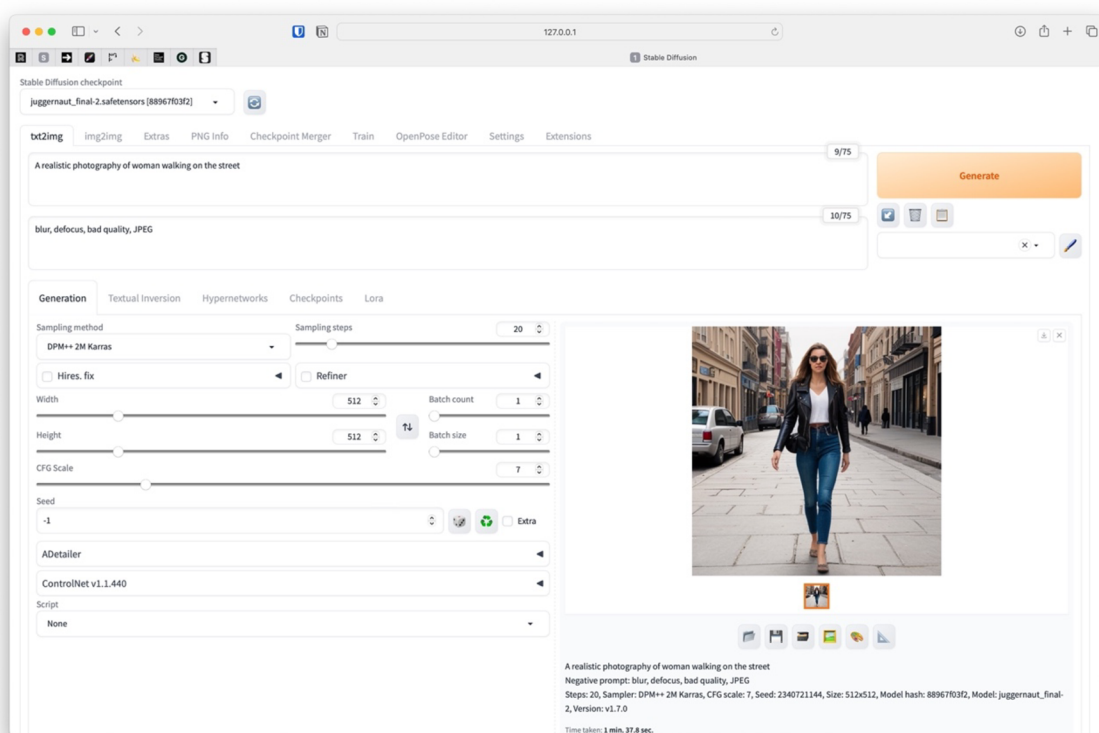 127.0.0.1
1 Stable Diffusion
Stable Diffusion checkpoint
juggernaut_final-2.safetensors [88967f03f2]
txt2img img2img Extras PNG Info Checkpoint Merger Train OpenPose Editor Settings Extensions
9/75
A realistic photography of woman walking on the street
Generate
10/75
blur, defocus, bad quality, JPEG
Generation Textual Inversion Hypernetworks Checkpoints Lora
Sampling method
DPM++ 2M Karras
Sampling steps
20
Hires. fix
Refiner
Width
512
Batch count
1
Height
512
Batch size
1
CFG Scale
7
Seed
-1
Extra
ADetailer
ControlNet v1.1.440
Script
None
A realistic photography of woman walking on the street
Negative prompt: blur, defocus, bad quality, JPEG
Steps: 20, Sampler: DPM++ 2M Karras, CFG scale: 7, Seed: 2340721144, Size: 512x512, Model hash: 88967f03f2, Model: juggernaut_final-
2, Version: v1.7.0
Time taken: 1 min. 37.8 sec.